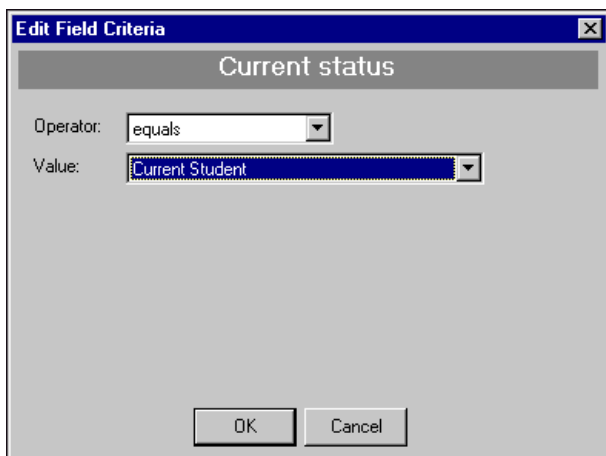 Edit Field Criteria
Current status
Operator: equals
Value: Current Student
OK Cancel